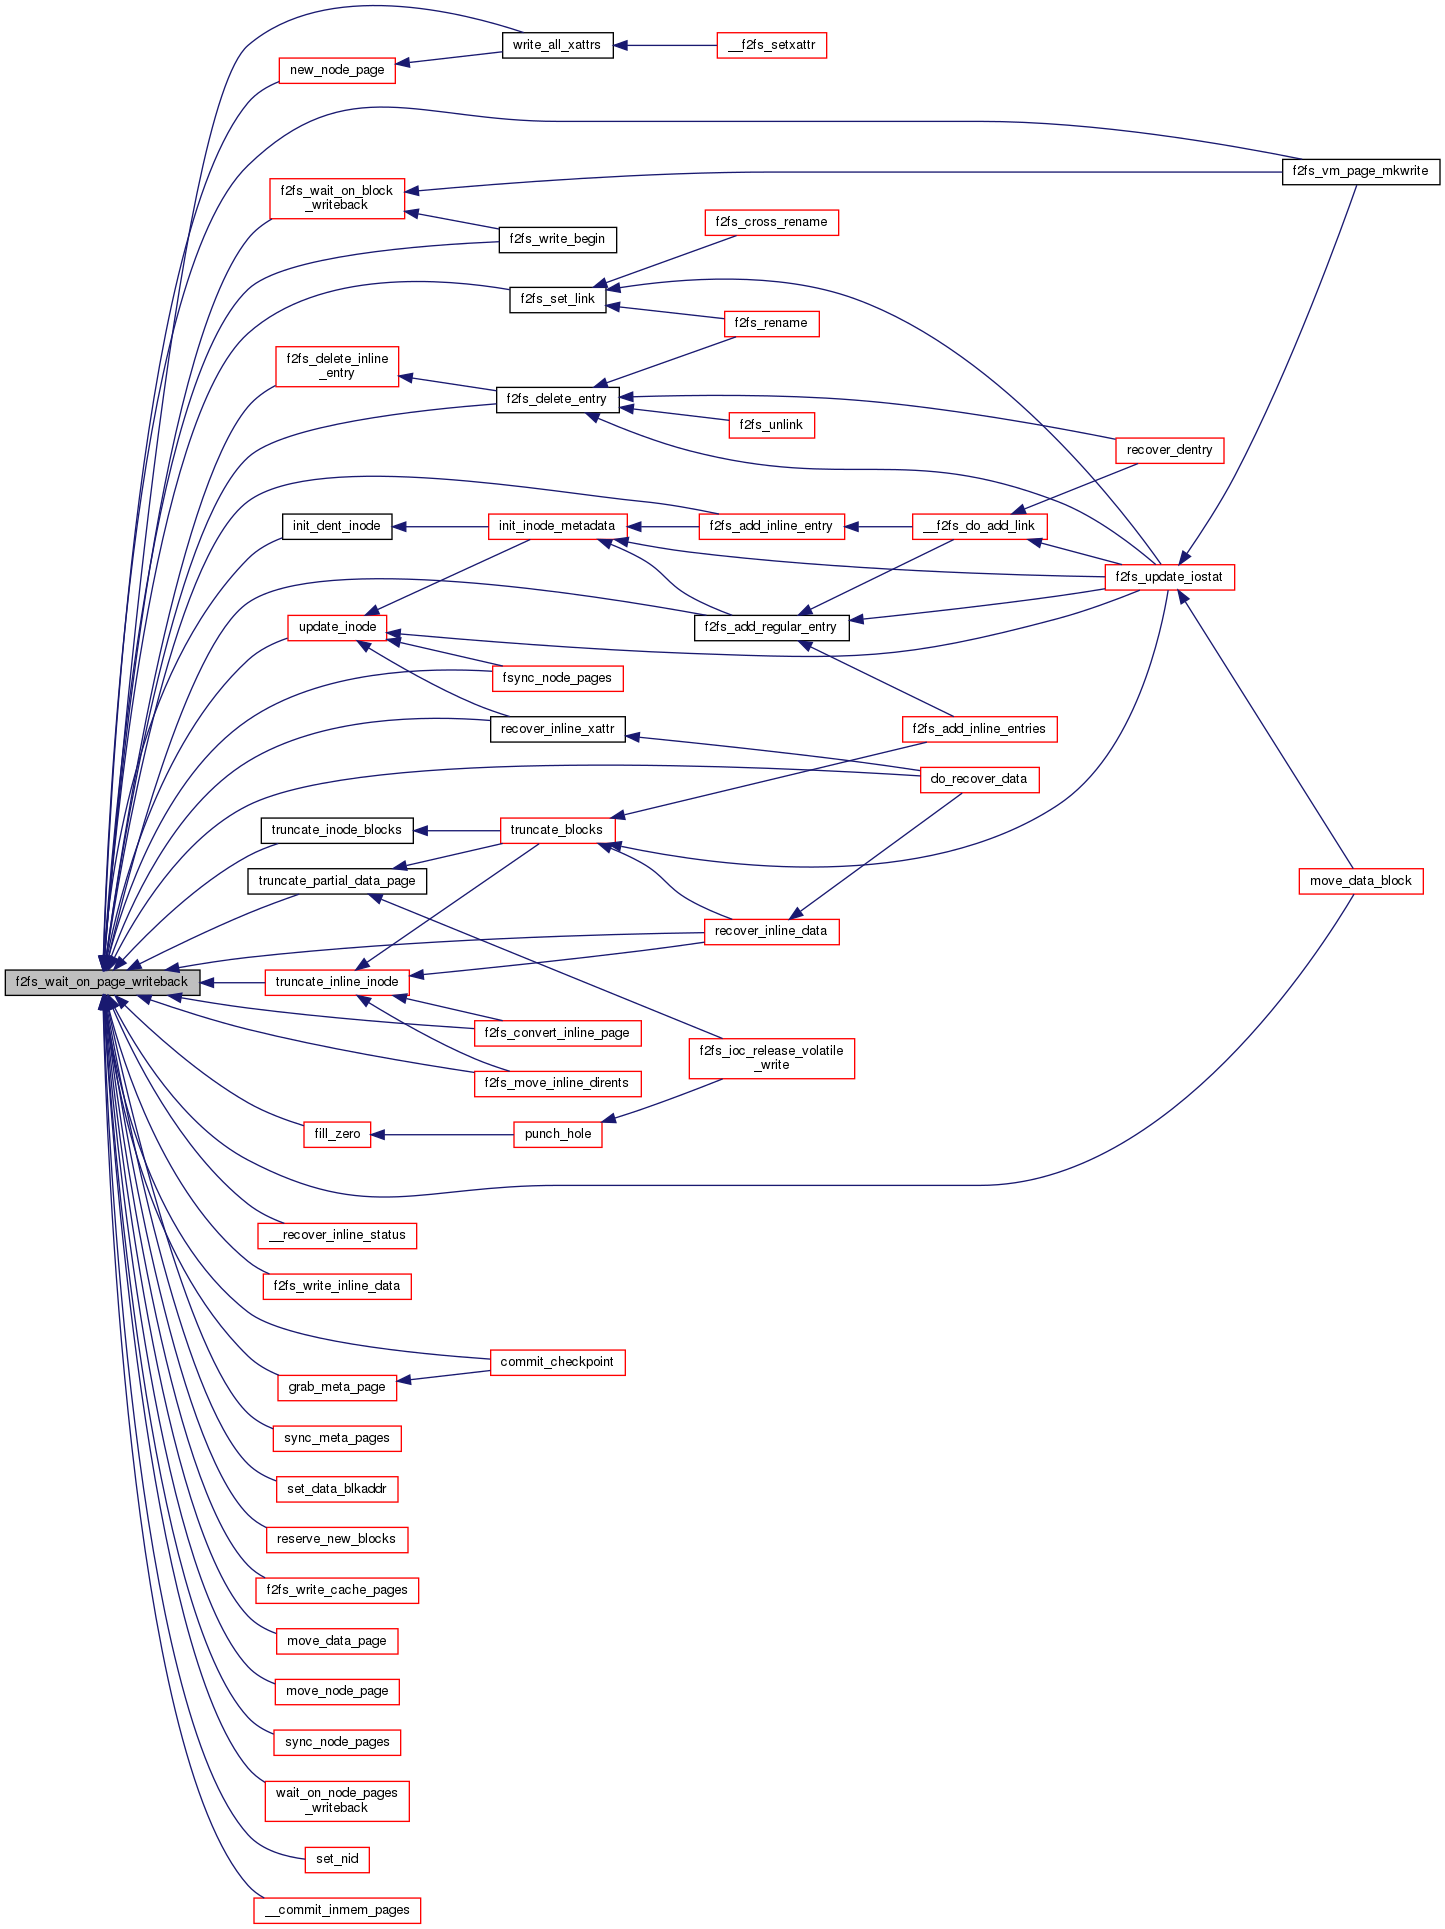 write_all_xattrs
__f2fs_setxattr
new_node_page
f2fs_vm_page_mkwrite
f2fs_wait_on_block
_writeback
f2fs_cross_rename
f2fs_write_begin
f2fs_set_link
f2fs_rename
f2fs_delete_inline
_entry
f2fs_delete_entry
f2fs_unlink
recover_dentry
init_dent_inode
init_inode_metadata
f2fs_add_inline_entry
__f2fs_do_add_link
f2fs_update_iostat
update_inode
f2fs_add_regular_entry
fsync_node_pages
recover_inline_xattr
f2fs_add_inline_entries
do_recover_data
truncate_inode_blocks
truncate_blocks
truncate_partial_data_page
move_data_block
recover_inline_data
f2fs_wait_on_page_writeback
truncate_inline_inode
f2fs_convert_inline_page
f2fs_ioc_release_volatile
_write
f2fs_move_inline_dirents
fill_zero
punch_hole
__recover_inline_status
f2fs_write_inline_data
commit_checkpoint
grab_meta_page
sync_meta_pages
set_data_blkaddr
reserve_new_blocks
f2fs_write_cache_pages
move_data_page
move_node_page
sync_node_pages
wait_on_node_pages
_writeback
set_nid
__commit_inmem_pages